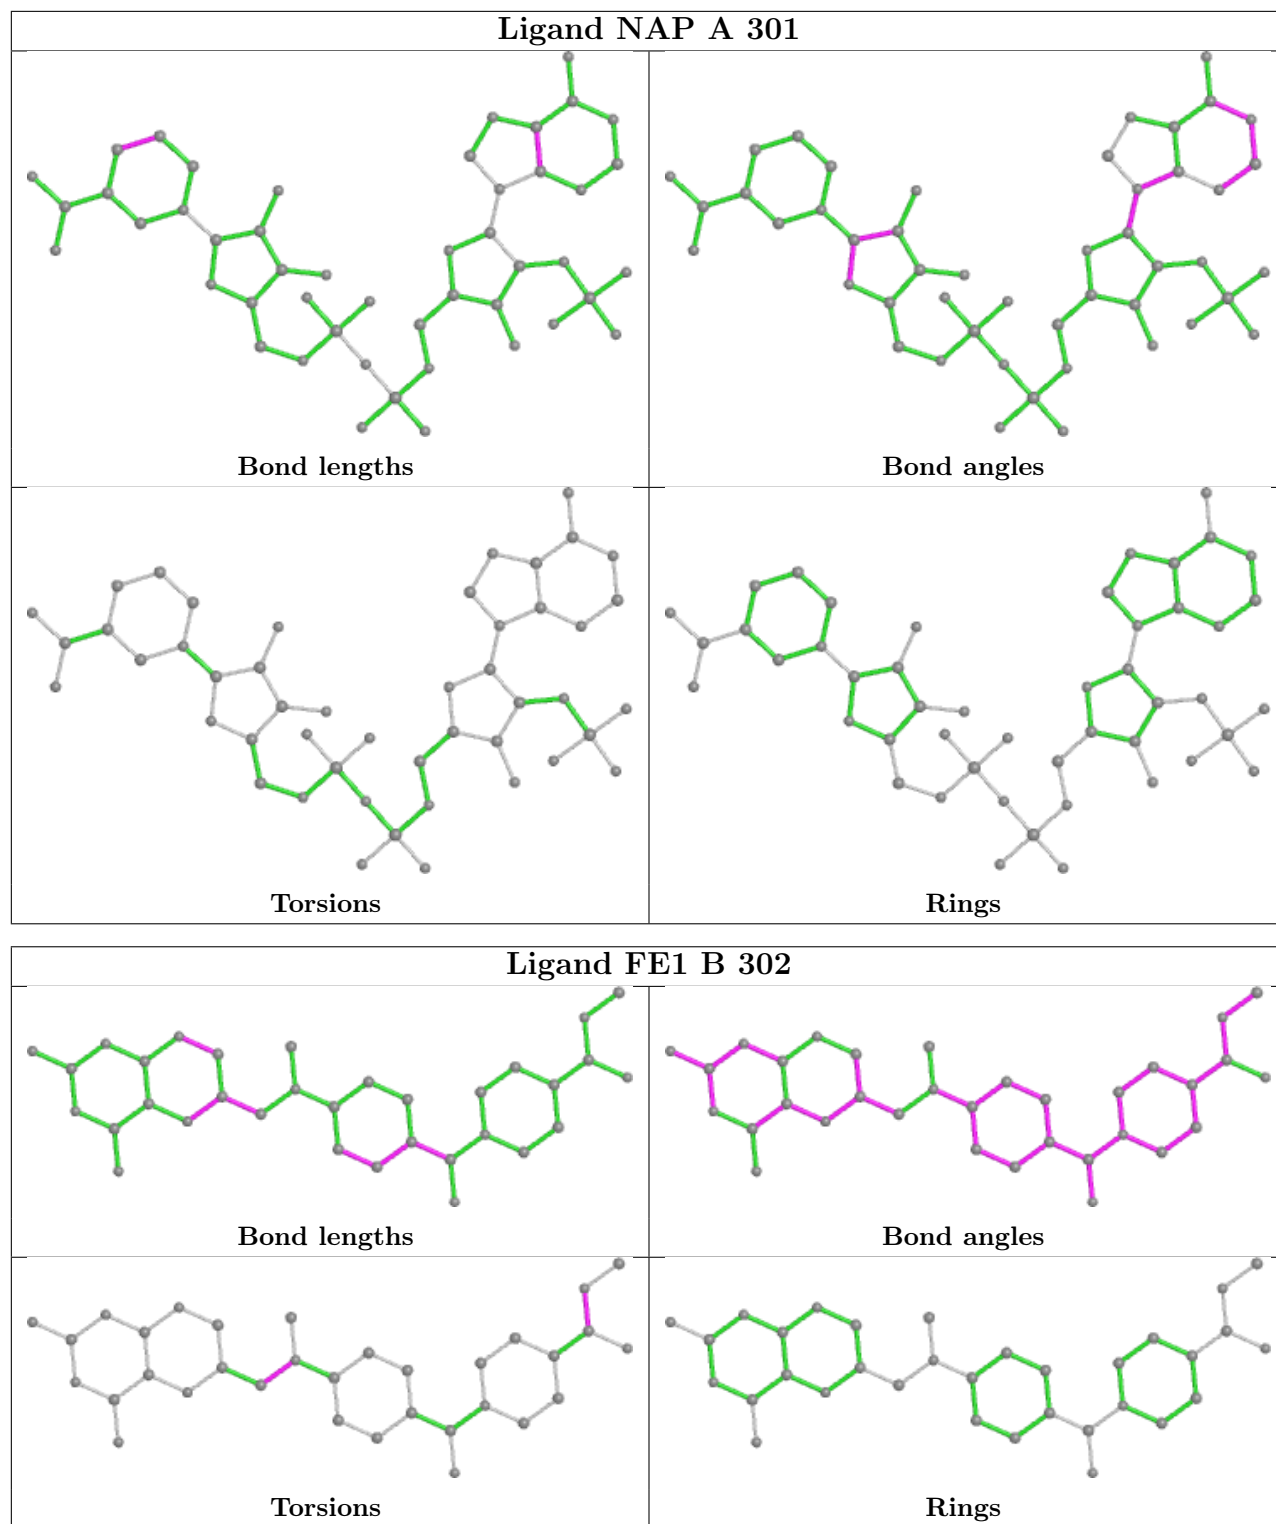 Ligand NAP A 301
Bond lengths
Bond angles
Torsions
Rings
Ligand FE1 B 302
Bond lengths
Bond angles
Torsions
Rings